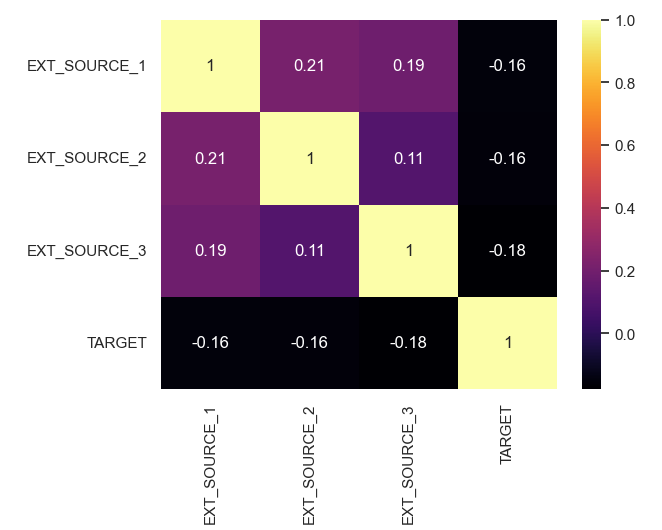 EXT_SOURCE_1 1 0.21 0.19 -0.16
EXT_SOURCE_2 0.21 1 0.11 -0.16
EXT_SOURCE_3 0.19 0.11 1 -0.18
TARGET -0.16 -0.16 -0.18 1
EXT_SOURCE_1
EXT_SOURCE_2
EXT_SOURCE_3
TARGET
1.0
0.8
0.6
0.4
0.2
0.0